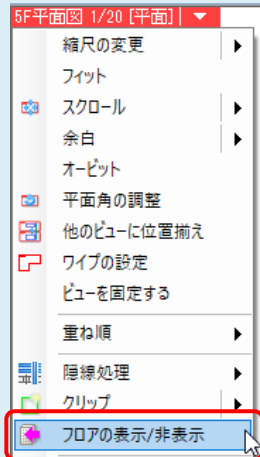 5F平面図 1/20 [平面]
縮尺の変更
フィット
スクロール
余白
オービット
平面角の調整
他のビューに位置揃え
ワイプの設定
ビューを固定する
重ね順
隠線処理
クリップ
フロアの表示/非表示